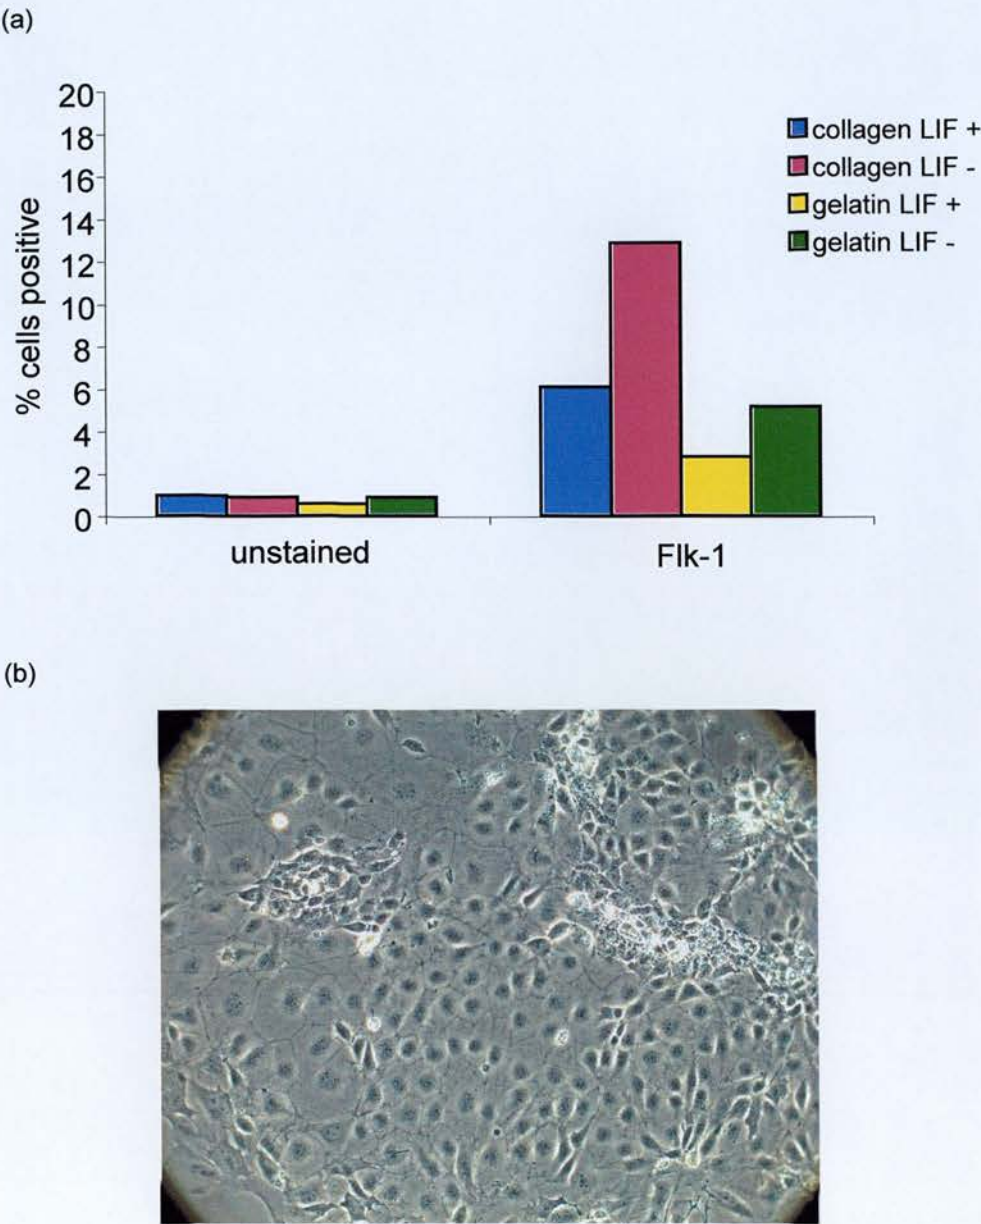 (a)
20
18
16
14
12
10
8
6
4
2
0
% cells positive
unstained
Flk-1
collagen LIF +
collagen LIF -
gelatin LIF +
gelatin LIF -
(b)